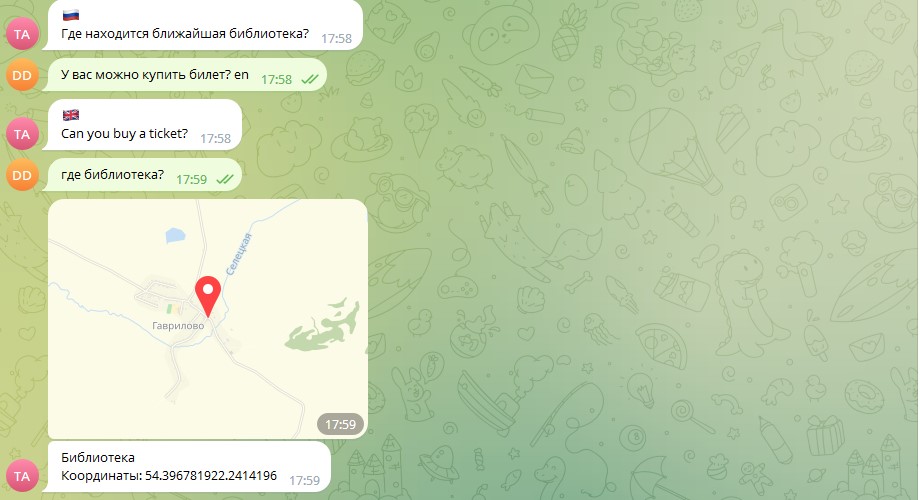 Где находится ближайшая библиотека? 17:58
TA
У вас можно купить билет? en 17:58
DD
Can you buy a ticket? 17:58
TA
где библиотека? 17:59
DD
Селецкая
Гаврилово
17:59
Библиотека
Координаты: 54.396781922.2414196 17:59
TA